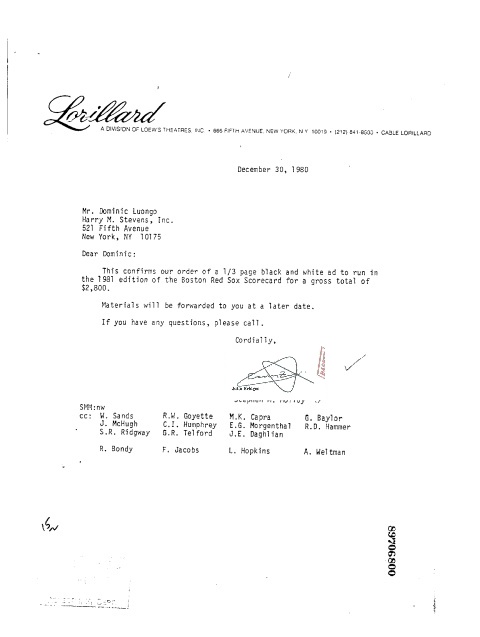 Lorillard
A DIVISION OF LOEW'S THEATRES, INC. • 666 FIFTH AVENUE, NEW YORK, N.Y. 10019 • (212) 841-8000 • CABLE LORILLARD
December 30, 1980
Mr. Dominic Luongo
Harry M. Stevens, Inc.
521 Fifth Avenue
New York, NY 10175
Dear Dominic:
This confirms our order of a 1/3 page black and white ad to run in
the 1981 edition of the Boston Red Sox Scorecard for a gross total of
$2,800.
Materials will be forwarded to you at a later date.
If you have any questions, please call.
Cordially,
SMM:nw
cc: W. Sands R.W. Goyette M.K. Capra G. Baylor
J. McHugh C.I. Humphrey E.G. Morgenthal R.D. Hammer
S.R. Ridgway G.R. Telford J.E. Daghlian
R. Bondy F. Jacobs L. Hopkins A. Weitman
89706800